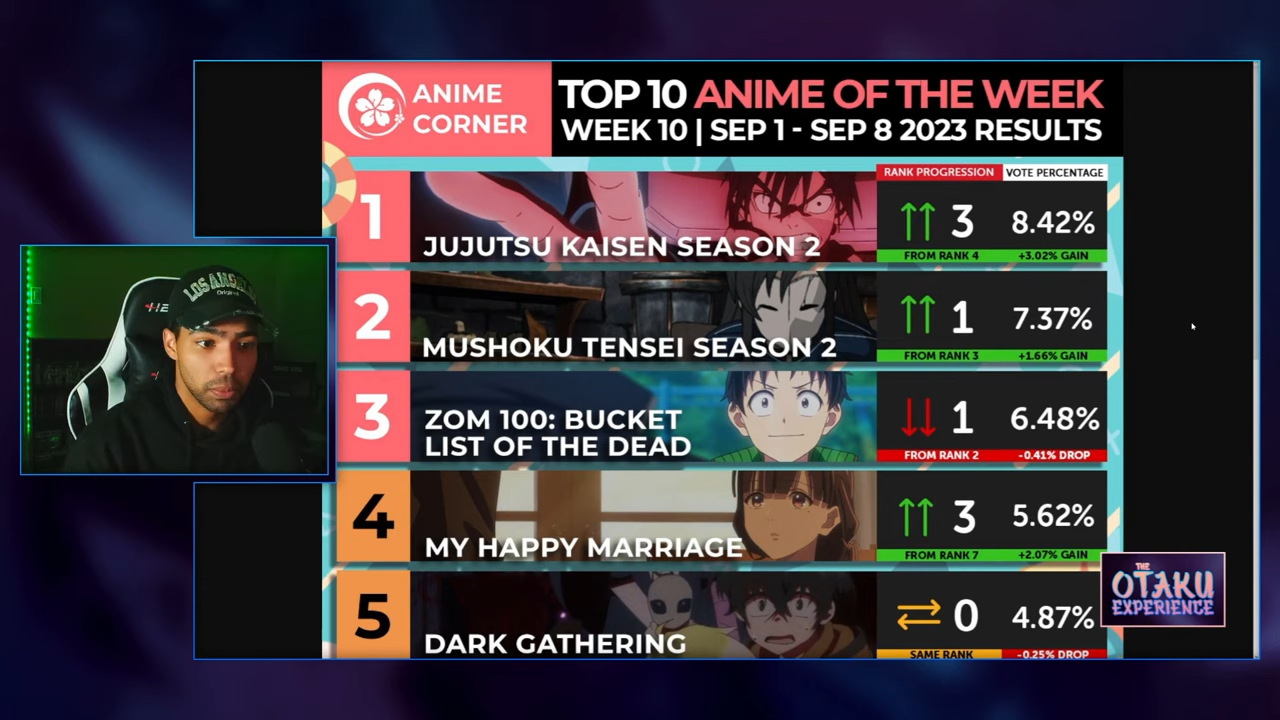 ANIME
CORNER
TOP 10 ANIME OF THE WEEK
WEEK 10 | SEP 1 - SEP 8 2023 RESULTS
RANK PROGRESSION VOTE PERCENTAGE
1 JUJUTSU KAISEN SEASON 2 3 8.42%
FROM RANK 4 +3.02% GAIN
2 MUSHOKU TENSEI SEASON 2 1 7.37%
FROM RANK 3 +1.66% GAIN
3 ZOM 100: BUCKET
LIST OF THE DEAD 1 6.48%
FROM RANK 2 -0.41% DROP
4 MY HAPPY MARRIAGE 3 5.62%
FROM RANK 7 +2.07% GAIN
5 DARK GATHERING 0 4.87%
SAME RANK -0.25% DROP
LOS ANGELES
Original
THE
OTAKU
EXPERIENCE